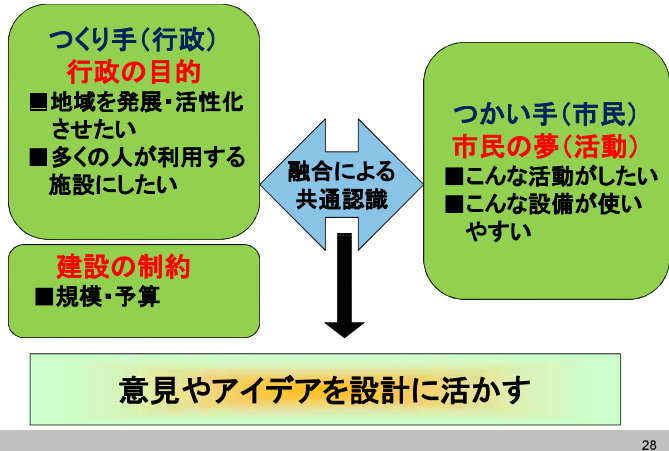 つくり手（行政）
行政の目的
■地域を発展・活性化
させたい
■多くの人が利用する
施設にしたい
建設の制約
■規模・予算
融合による
共通認識
つかい手（市民）
市民の夢（活動）
■こんな活動がしたい
■こんな設備が使い
やすい
意見やアイデアを設計に活かす
28